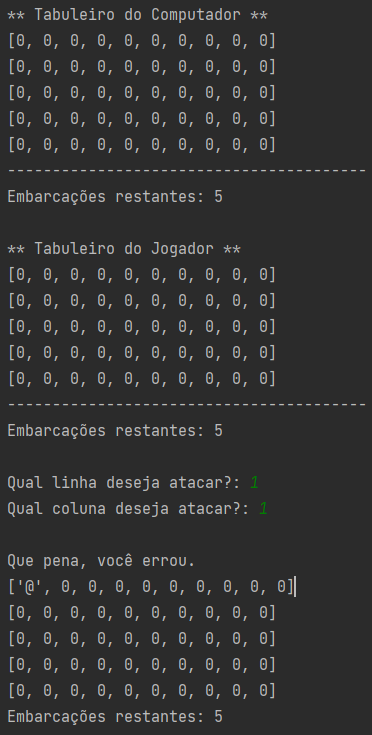 ** Tabuleiro do Computador **
[0, 0, 0, 0, 0, 0, 0, 0, 0, 0]
[0, 0, 0, 0, 0, 0, 0, 0, 0, 0]
[0, 0, 0, 0, 0, 0, 0, 0, 0, 0]
[0, 0, 0, 0, 0, 0, 0, 0, 0, 0]
[0, 0, 0, 0, 0, 0, 0, 0, 0, 0]
----------------------------------------
Embarcações restantes: 5
** Tabuleiro do Jogador **
[0, 0, 0, 0, 0, 0, 0, 0, 0, 0]
[0, 0, 0, 0, 0, 0, 0, 0, 0, 0]
[0, 0, 0, 0, 0, 0, 0, 0, 0, 0]
[0, 0, 0, 0, 0, 0, 0, 0, 0, 0]
[0, 0, 0, 0, 0, 0, 0, 0, 0, 0]
----------------------------------------
Embarcações restantes: 5
Qual linha deseja atacar?: 1
Qual coluna deseja atacar?: 1
Que pena, você errou.
['@', 0, 0, 0, 0, 0, 0, 0, 0, 0]
[0, 0, 0, 0, 0, 0, 0, 0, 0, 0]
[0, 0, 0, 0, 0, 0, 0, 0, 0, 0]
[0, 0, 0, 0, 0, 0, 0, 0, 0, 0]
[0, 0, 0, 0, 0, 0, 0, 0, 0, 0]
Embarcações restantes: 5